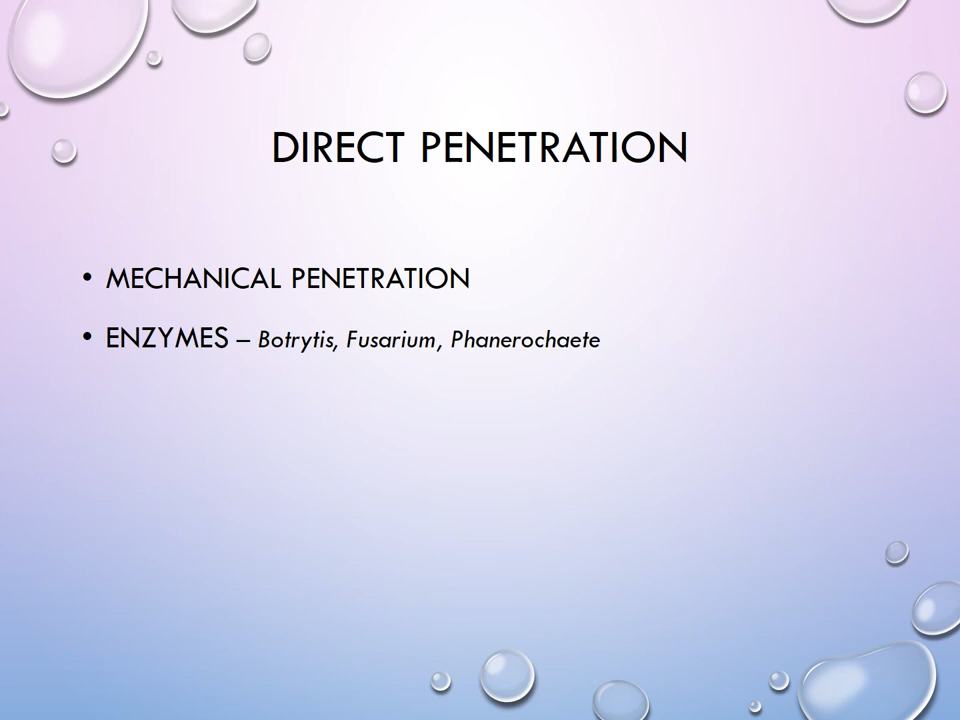 DIRECT PENETRATION
• MECHANICAL PENETRATION
• ENZYMES – Botrytis, Fusarium, Phanerochaete